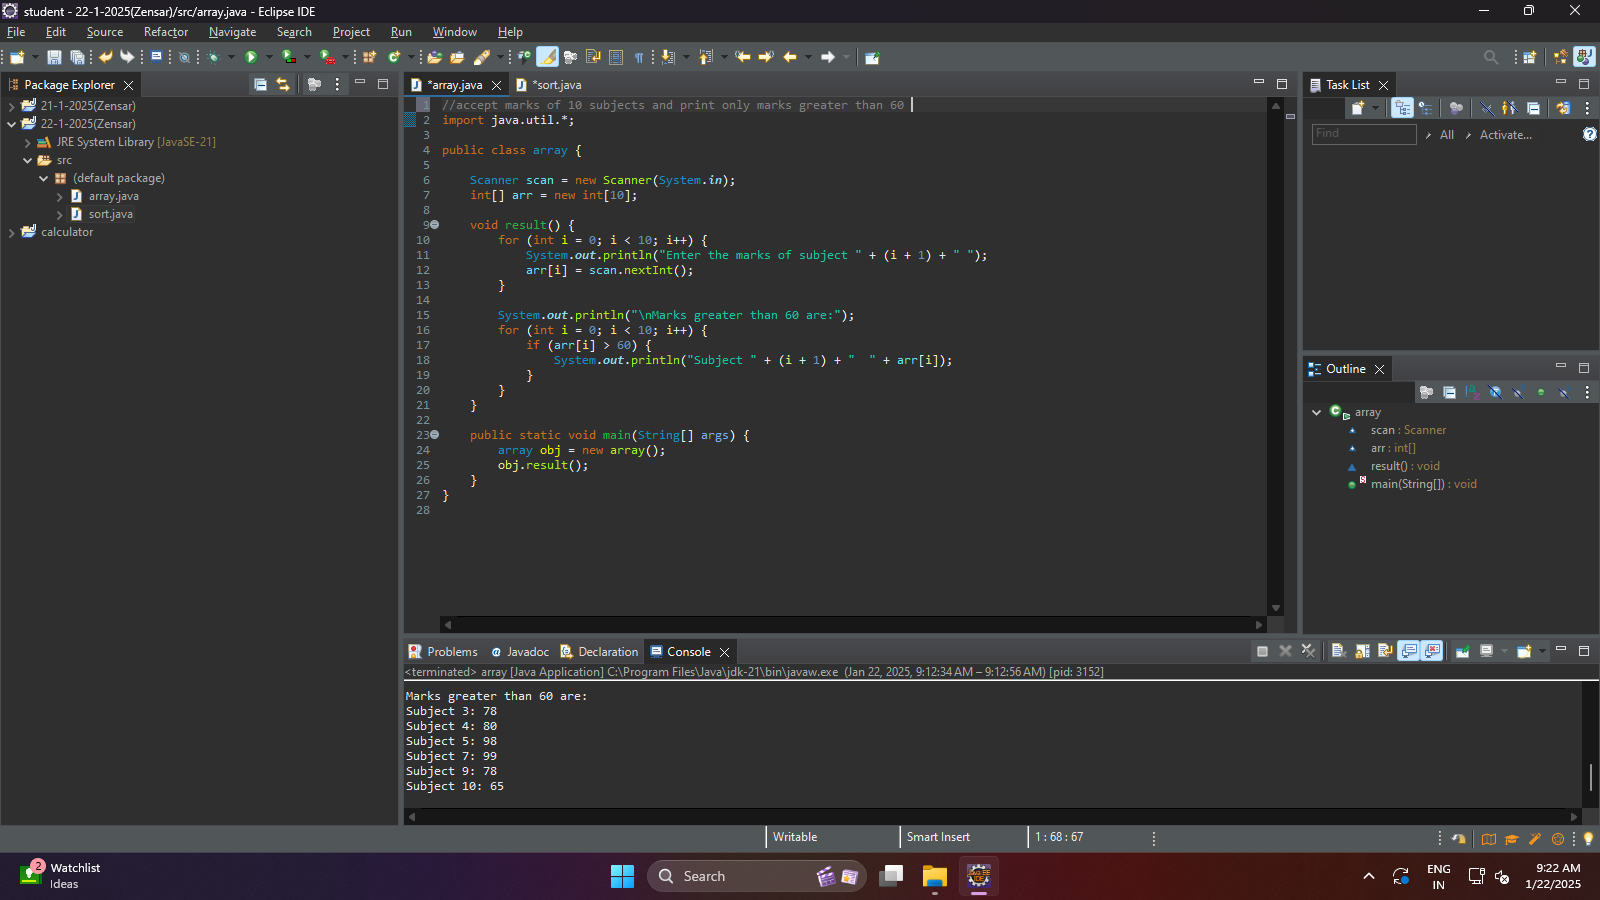 student - 22-1-2025(Zensar)/src/array.java - Eclipse IDE
File Edit Source Refactor Navigate Search Project Run Window Help
Package Explorer
21-1-2025(Zensar)
22-1-2025(Zensar)
JRE System Library [JavaSE-21]
src
(default package)
array.java
sort.java
calculator
*array.java *sort.java
1 //accept marks of 10 subjects and print only marks greater than 60
2 import java.util.*;
3
4 public class array {
5
6 Scanner scan = new Scanner(System.in);
7 int[] arr = new int[10];
8
9 void result() {
10 for (int i = 0; i < 10; i++) {
11 System.out.println("Enter the marks of subject " + (i + 1) + " ");
12 arr[i] = scan.nextInt();
13 }
14
15 System.out.println("\nMarks greater than 60 are:");
16 for (int i = 0; i < 10; i++) {
17 if (arr[i] > 60) {
18 System.out.println("Subject " + (i + 1) + "  " + arr[i]);
19 }
20 }
21 }
22
23 public static void main(String[] args) {
24 array obj = new array();
25 obj.result();
26 }
27 }
28
Task List
Find All Activate...
Outline
array
scan : Scanner
arr : int[]
result() : void
main(String[]) : void
Problems Javadoc Declaration Console
<terminated> array [Java Application] C:\Program Files\Java\jdk-21\bin\javaw.exe (Jan 22, 2025, 9:12:34 AM – 9:12:56 AM) [pid: 3152]
Marks greater than 60 are:
Subject 3: 78
Subject 4: 80
Subject 5: 98
Subject 7: 99
Subject 9: 78
Subject 10: 65
Writable Smart Insert 1 : 68 : 67
2
Watchlist
Ideas
Search
ENG
IN
9:22 AM
1/22/2025